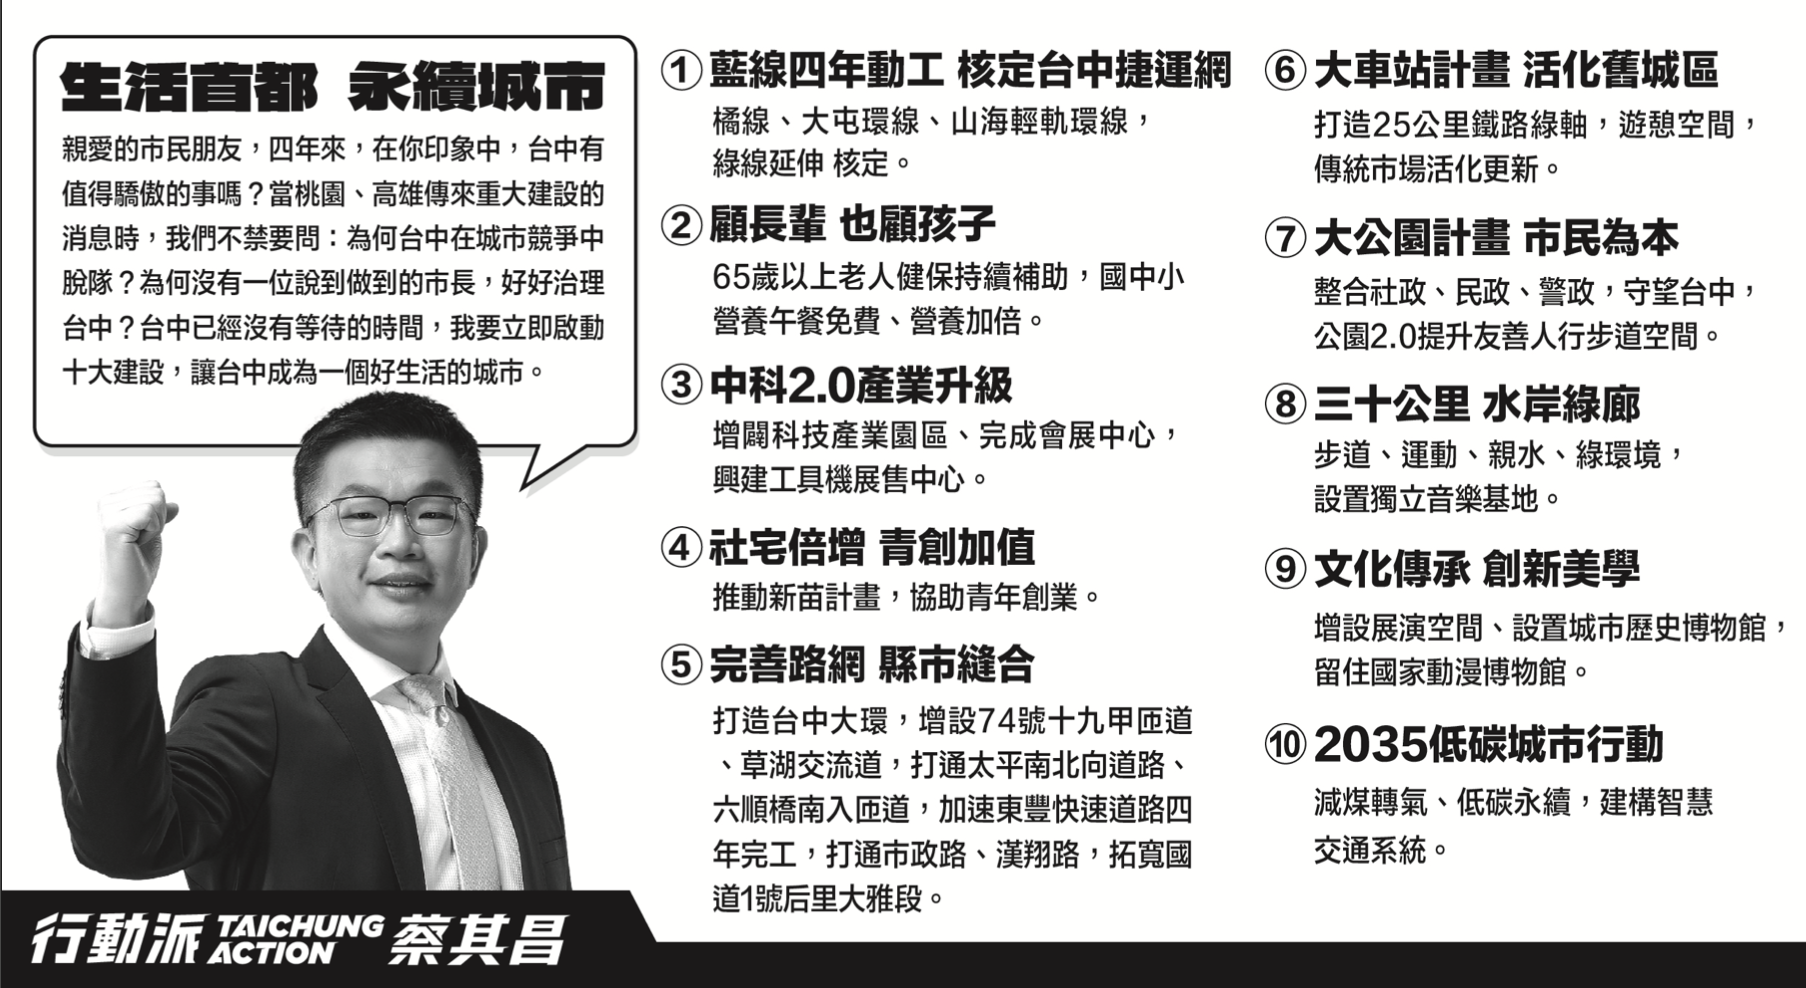 生活首都 永續城市
親愛的市民朋友，四年來，在你印象中，台中有
值得驕傲的事嗎？當桃園、高雄傳來重大建設的
消息時，我們不禁要問：為何台中在城市競爭中
脫隊？為何沒有一位說到做到的市長，好好治理
台中？台中已經沒有等待的時間，我要立即啟動
十大建設，讓台中成為一個好生活的城市。
行動派 TAICHUNG ACTION 蔡其昌
①藍線四年動工 核定台中捷運網
橘線、大屯環線、山海輕軌環線，
綠線延伸 核定。
②顧長輩 也顧孩子
65歲以上老人健保持續補助，國中小
營養午餐免費、營養加倍。
③中科2.0產業升級
增闢科技產業園區、完成會展中心，
興建工具機展售中心。
④社宅倍增 青創加值
推動新苗計畫，協助青年創業。
⑤完善路網 縣市縫合
打造台中大環，增設74號十九甲匝道
、草湖交流道，打通太平南北向道路、
六順橋南入匝道，加速東豐快速道路四
年完工，打通市政路、漢翔路，拓寬國
道1號后里大雅段。
⑥大車站計畫 活化舊城區
打造25公里鐵路綠軸，遊憩空間，
傳統市場活化更新。
⑦大公園計畫 市民為本
整合社政、民政、警政，守望台中，
公園2.0提升友善人行步道空間。
⑧三十公里 水岸綠廊
步道、運動、親水、綠環境，
設置獨立音樂基地。
⑨文化傳承 創新美學
增設展演空間、設置城市歷史博物館，
留住國家動漫博物館。
⑩2035低碳城市行動
減煤轉氣、低碳永續，建構智慧
交通系統。